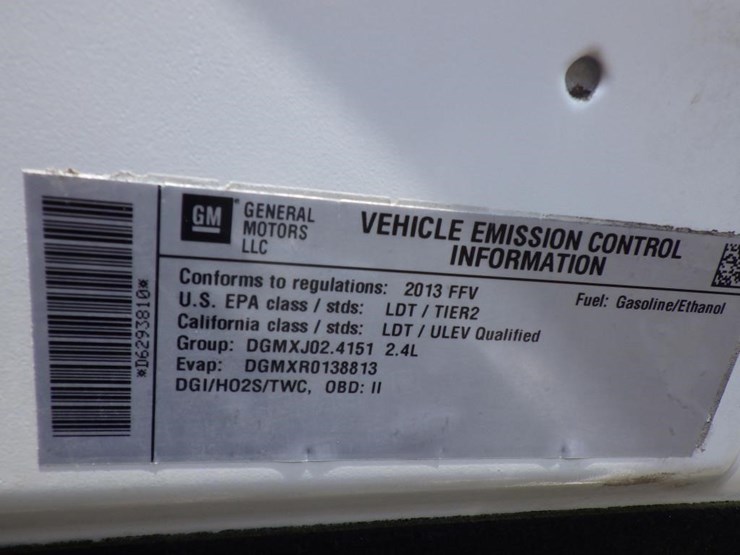 *D6293810*
GM
GENERAL
MOTORS
LLC
VEHICLE EMISSION CONTROL
INFORMATION
Conforms to regulations: 2013 FFV
Fuel: Gasoline/Ethanol
U.S. EPA class / stds: LDT / TIER2
California class / stds: LDT / ULEV Qualified
Group: DGMXJ02.4151 2.4L
Evap: DGMXR0138813
DGI/HO2S/TWC, OBD: II